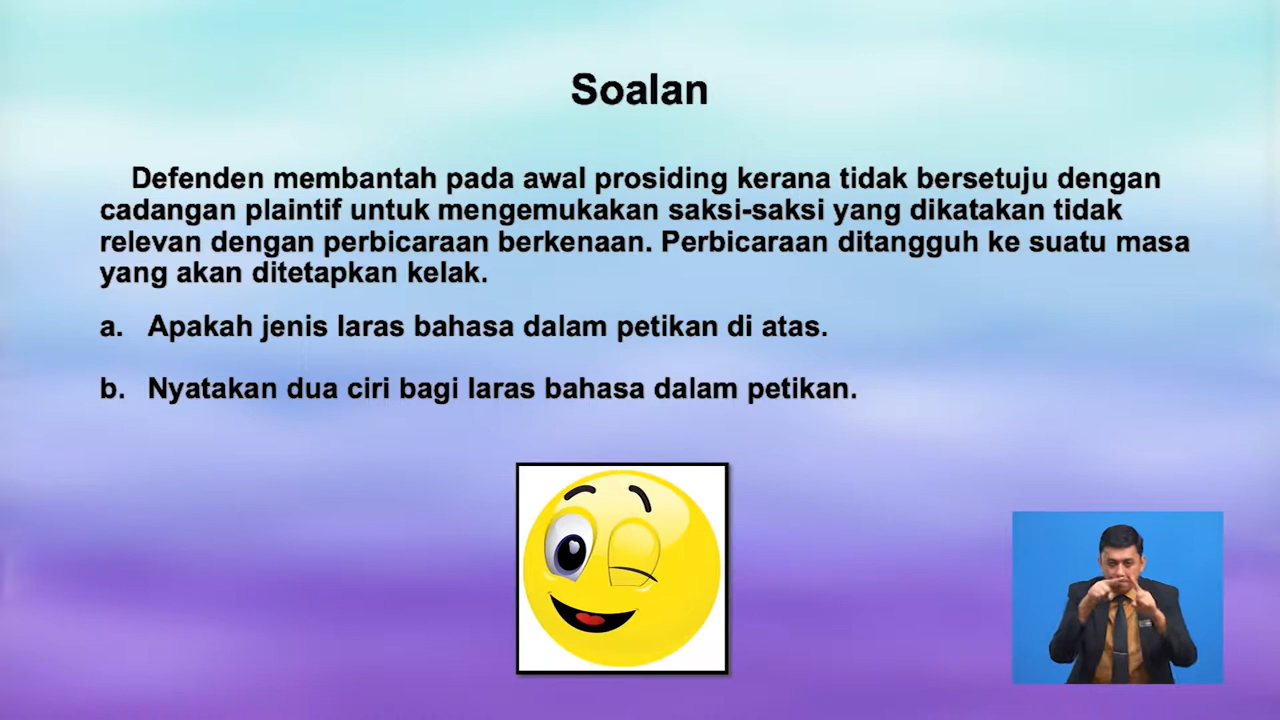 Soalan
Defenden membantah pada awal prosiding kerana tidak bersetuju dengan
cadangan plaintif untuk mengemukakan saksi-saksi yang dikatakan tidak
relevan dengan perbicaraan berkenaan. Perbicaraan ditangguh ke suatu masa
yang akan ditetapkan kelak.
a. Apakah jenis laras bahasa dalam petikan di atas.
b. Nyatakan dua ciri bagi laras bahasa dalam petikan.